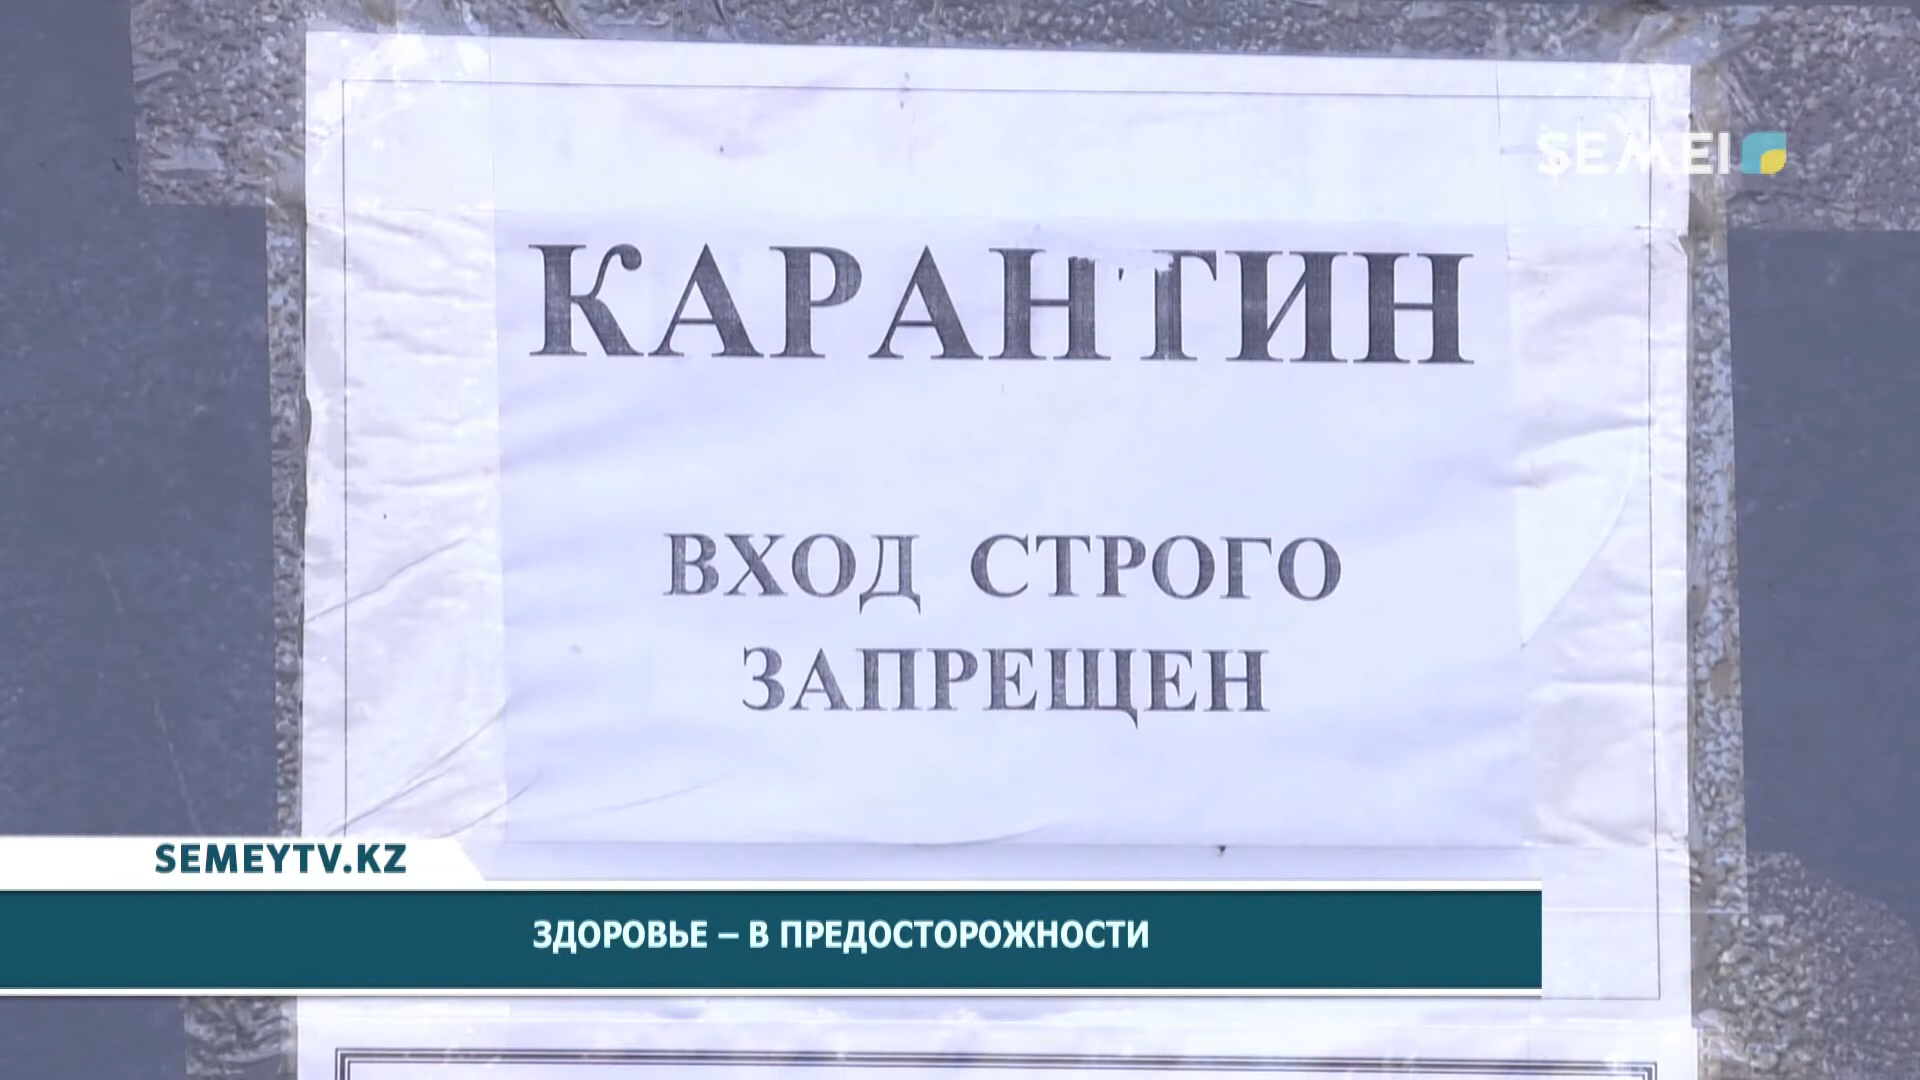 SEMEI
КАРАНТИН
ВХОД СТРОГО
ЗАПРЕЩЕН
SEMEYTV.KZ
ЗДОРОВЬЕ – В ПРЕДОСТОРОЖНОСТИ